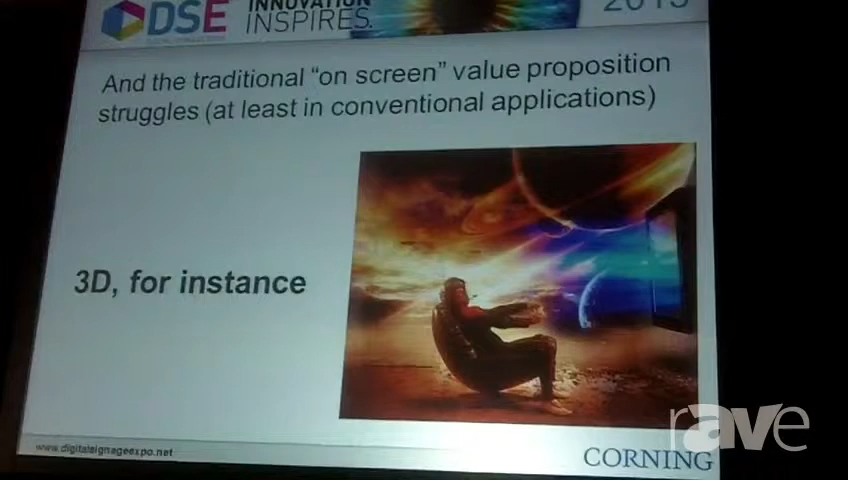 DSE
INNOVATION
INSPIRES.
2013
And the traditional “on screen” value proposition
struggles (at least in conventional applications)
3D, for instance
www.digitalsignageexpo.net
CORNING
rave